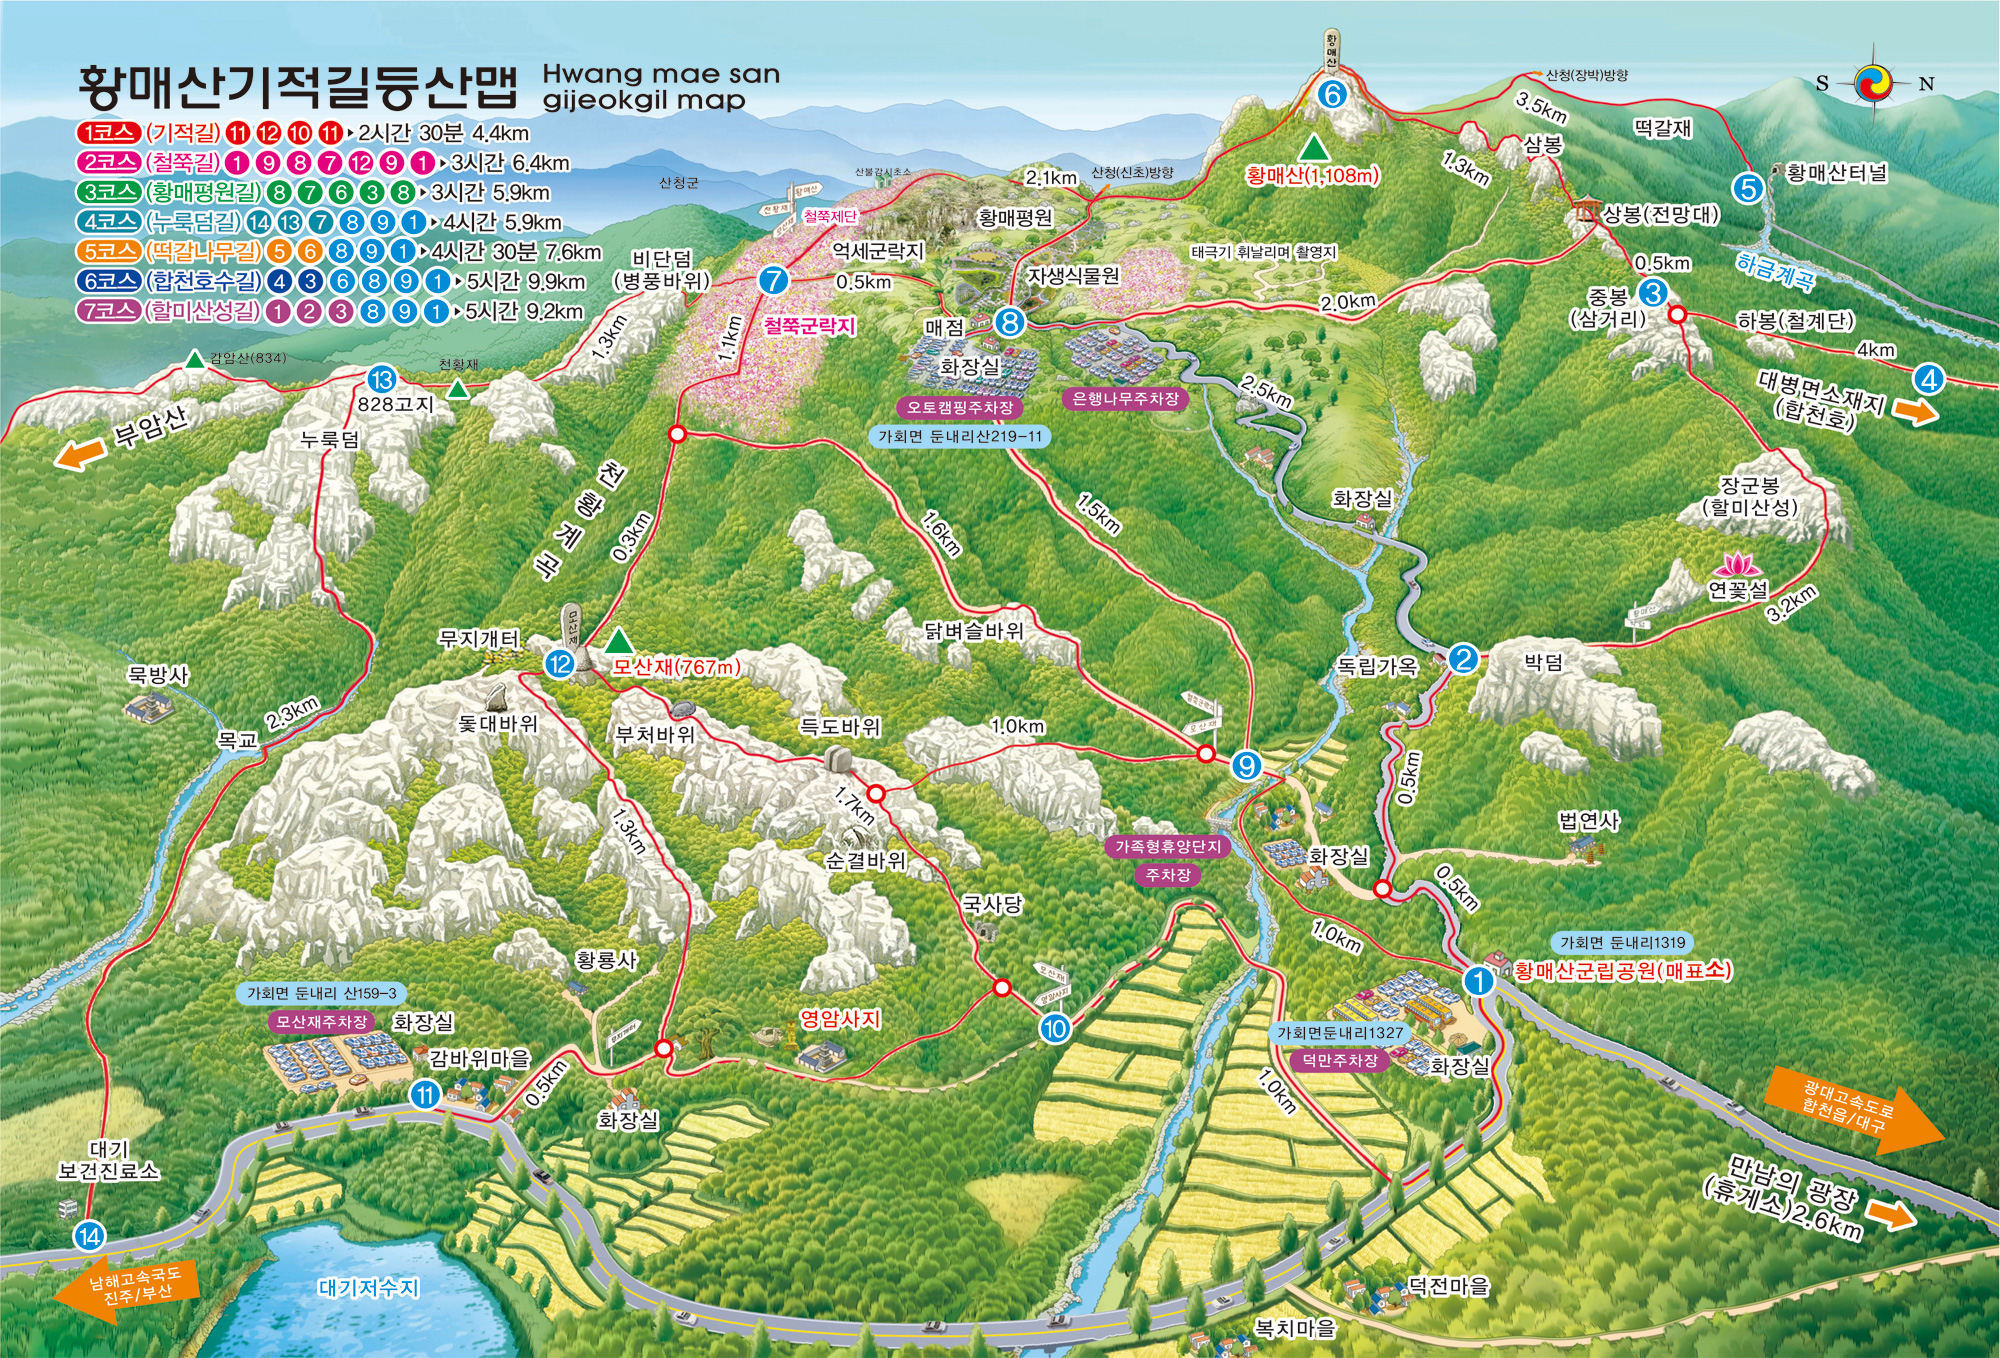 황매산기적길등산맵
Hwang mae san
gijeokgil map
1코스 (기적길) 11 12 10 11 ▶2시간 30분 4.4km
2코스 (철쭉길) 1 9 8 7 12 9 1 ▶3시간 6.4km
3코스 (황매평원길) 8 7 6 3 8 ▶3시간 5.9km
4코스 (누룩덤길) 14 13 7 8 9 1 ▶4시간 5.9km
5코스 (떡갈나무길) 5 6 8 9 1 ▶4시간 30분 7.6km
6코스 (합천호수길) 4 3 6 8 9 1 ▶5시간 9.9km
7코스 (할미산성길) 1 2 3 8 9 1 ▶5시간 9.2km
황매산
6
황매산(1,108m)
산청(장박)방향
S
N
3.5km
떡갈재
삼봉
1.3km
5
황매산터널
상봉(전망대)
하금계곡
0.5km
3
중봉
(삼거리)
하봉(철계단)
4km
4
대병면소재지
(합천호)
산청군
황매산
산불감시초소
철쭉제단
2.1km
산청(신초)방향
황매평원
억세군락지
태극기 휘날리며 촬영지
자생식물원
비단덤
(병풍바위)
7
0.5km
2.0km
철쭉군락지
1.1km
1.3km
매점
8
화장실
오토캠핑주차장
은행나무주차장
가회면 둔내리산219-11
2.5km
감암산(834)
천황재
13
828고지
부암산
누룩덤
천황계곡
0.3km
1.6km
1.5km
화장실
장군봉
(할미산성)
연꽃설
황매산
3.2km
모산재
무지개터
12
모산재(767m)
닭벼슬바위
독립가옥
2
박덤
묵방사
2.3km
목교
돛대바위
부처바위
득도바위
1.0km
철쭉군락지
모산재
9
0.5km
1.7km
1.3km
순결바위
가족형휴양단지
주차장
화장실
법연사
0.5km
국사당
1.0km
가회면 둔내리1319
1
황매산군립공원(매표소)
황룡사
가회면 둔내리 산159-3
모산재주차장
화장실
영암사지
모산재
영암사지
10
가회면둔내리1327
덕만주차장
화장실
무지개터
감바위마을
11
0.5km
화장실
1.0km
광대고속도로
합천읍/대구
대기
보건진료소
만남의 광장
(휴게소)2.6km
14
남해고속국도
진주/부산
대기저수지
덕전마을
복치마을